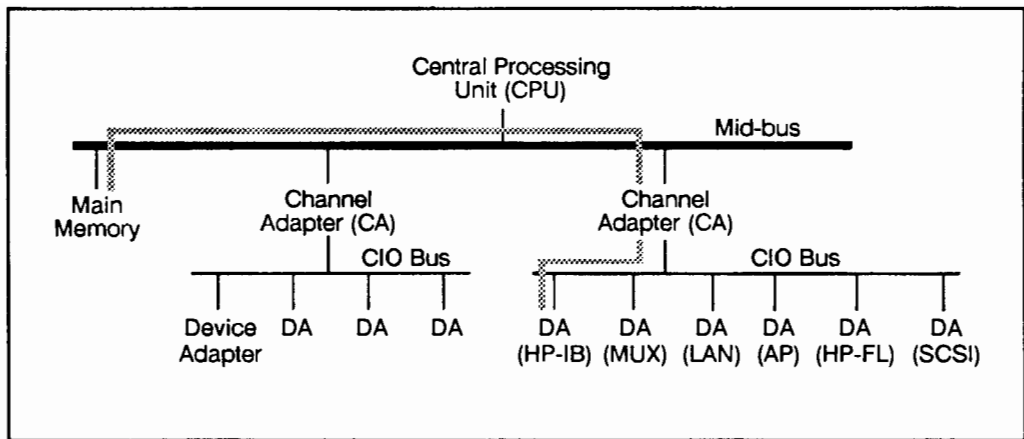 Central Processing
Unit (CPU)
Mid-bus
Main
Memory
Channel
Adapter (CA)
Channel
Adapter (CA)
CIO Bus
CIO Bus
Device
Adapter
DA
DA
DA
DA
(HP-IB)
DA
(MUX)
DA
(LAN)
DA
(AP)
DA
(HP-FL)
DA
(SCSI)